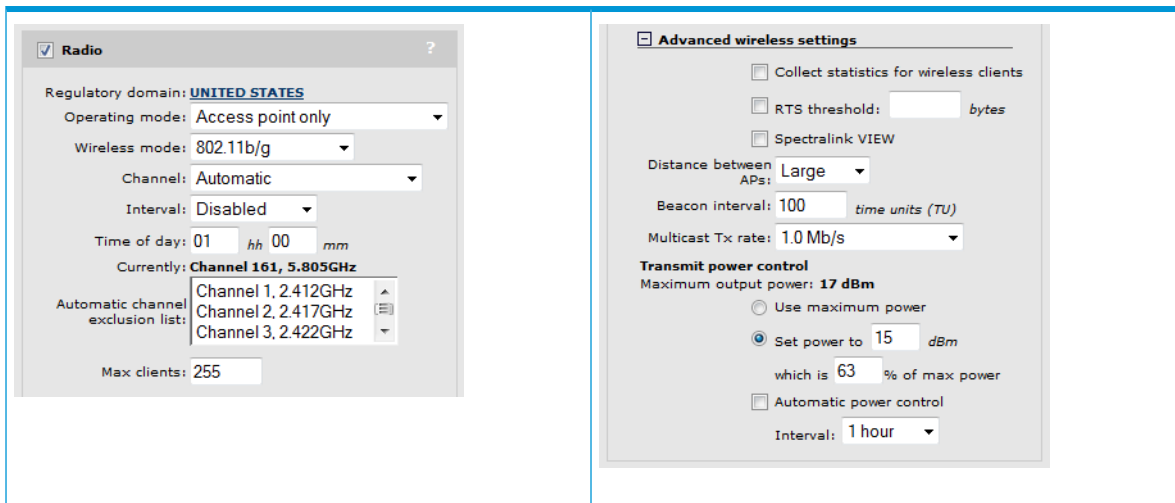 Radio ?
Regulatory domain: UNITED STATES
Operating mode: Access point only
Wireless mode: 802.11b/g
Channel: Automatic
Interval: Disabled
Time of day: 01 hh 00 mm
Currently: Channel 161, 5.805GHz
Automatic channel
exclusion list:
Channel 1, 2.412GHz
Channel 2, 2.417GHz
Channel 3, 2.422GHz
Max clients: 255
Advanced wireless settings
Collect statistics for wireless clients
RTS threshold: bytes
Spectralink VIEW
Distance between
APs: Large
Beacon interval: 100 time units (TU)
Multicast Tx rate: 1.0 Mb/s
Transmit power control
Maximum output power: 17 dBm
Use maximum power
Set power to 15 dBm
which is 63 % of max power
Automatic power control
Interval: 1 hour